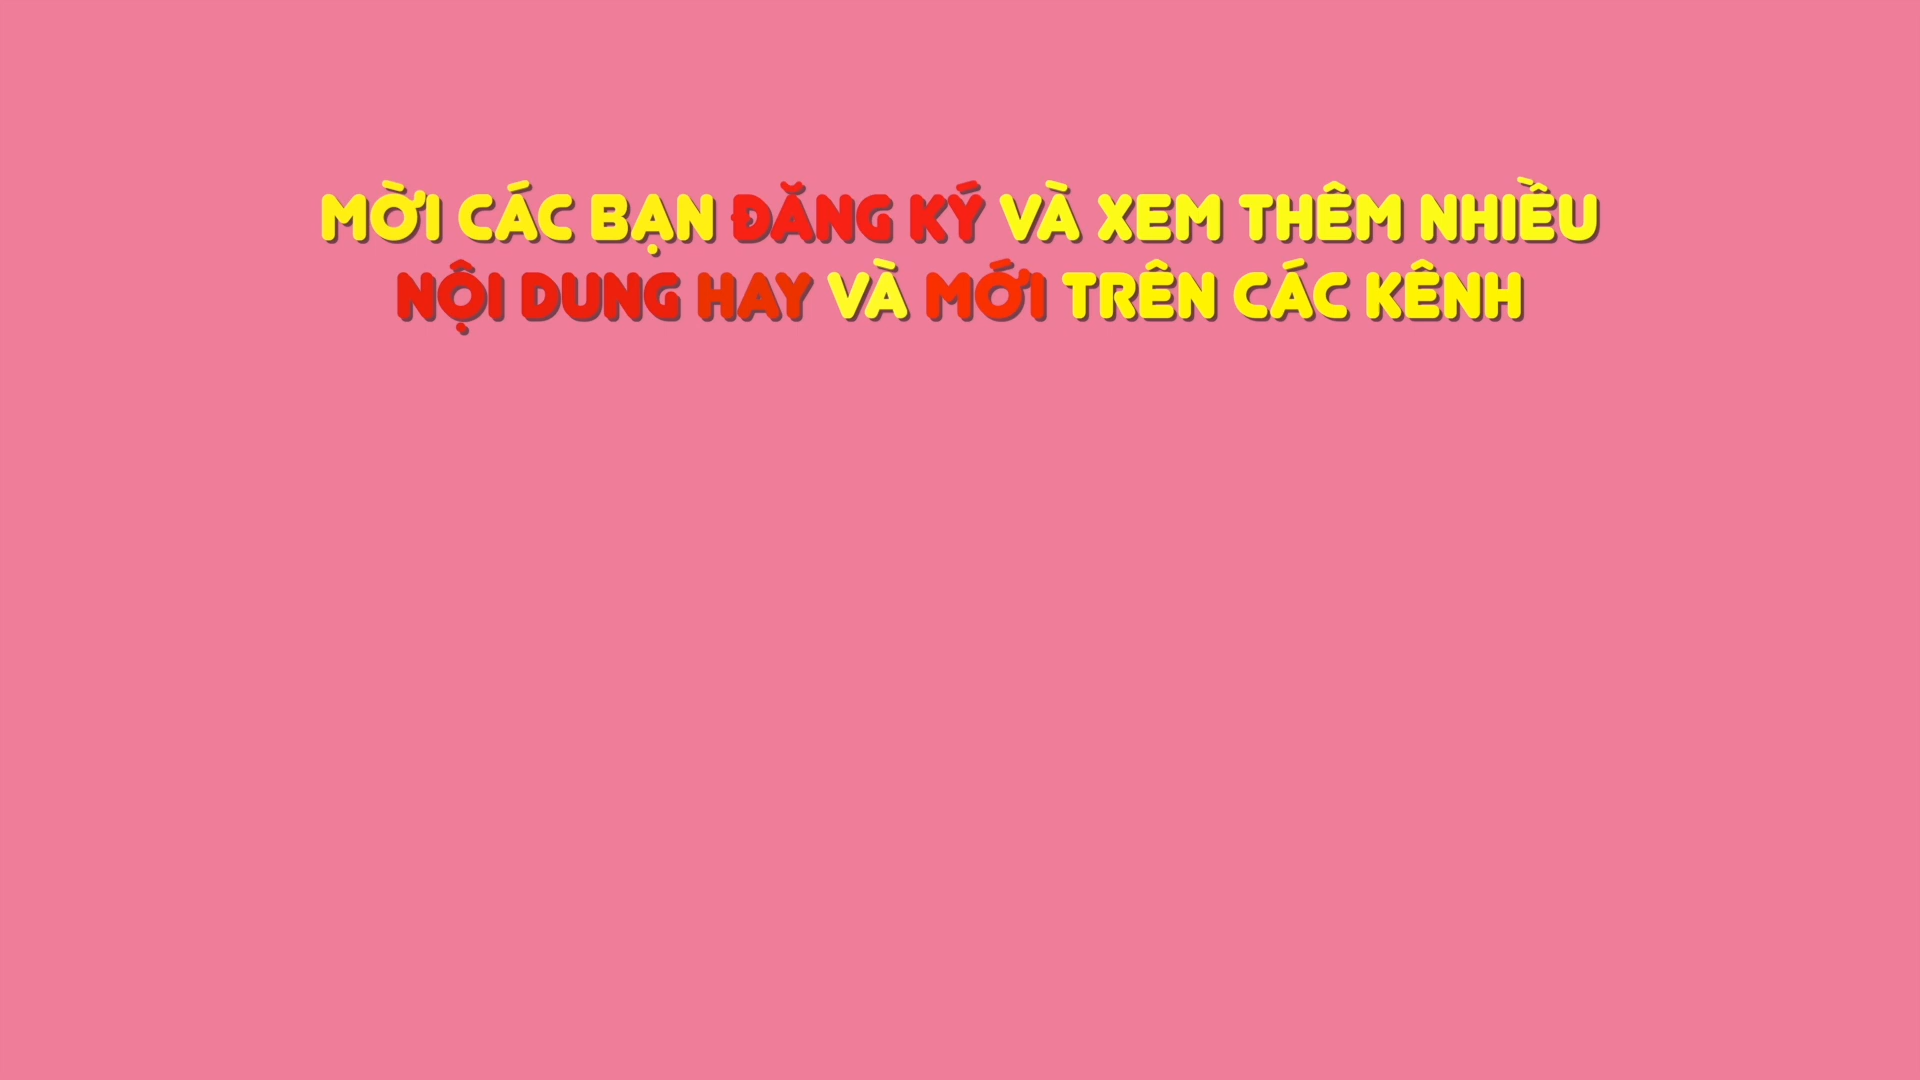 MỜI CÁC BẠN ĐĂNG KÝ VÀ XEM THÊM NHIỀU
NỘI DUNG HAY VÀ MỚI TRÊN CÁC KÊNH